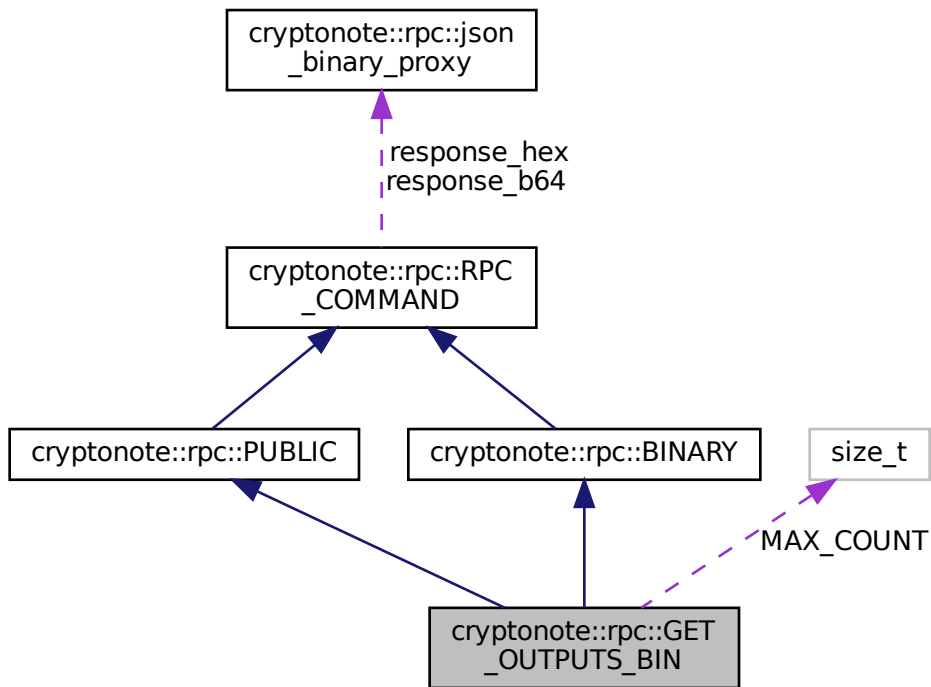 cryptonote::rpc::json
_binary_proxy
response_hex
response_b64
cryptonote::rpc::RPC
_COMMAND
cryptonote::rpc::PUBLIC
cryptonote::rpc::BINARY
size_t
MAX_COUNT
cryptonote::rpc::GET
_OUTPUTS_BIN